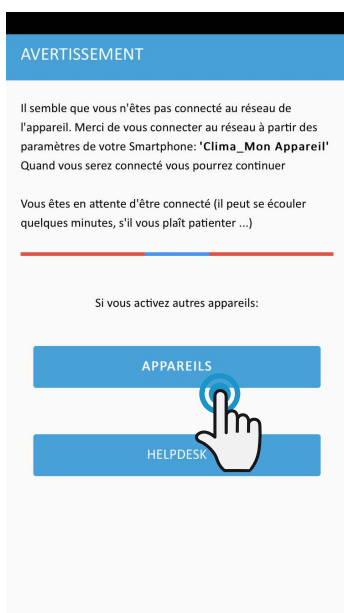 AVERTISSEMENT
Il semble que vous n'êtes pas connecté au réseau de
l'appareil. Merci de vous connecter au réseau à partir des
paramètres de votre Smartphone: 'Clima_Mon Appareil'
Quand vous serez connecté vous pourrez continuer
Vous êtes en attente d'être connecté (il peut se écouler
quelques minutes, s'il vous plaît patienter ...)
Si vous activez autres appareils:
APPAREILS
HELPDESK